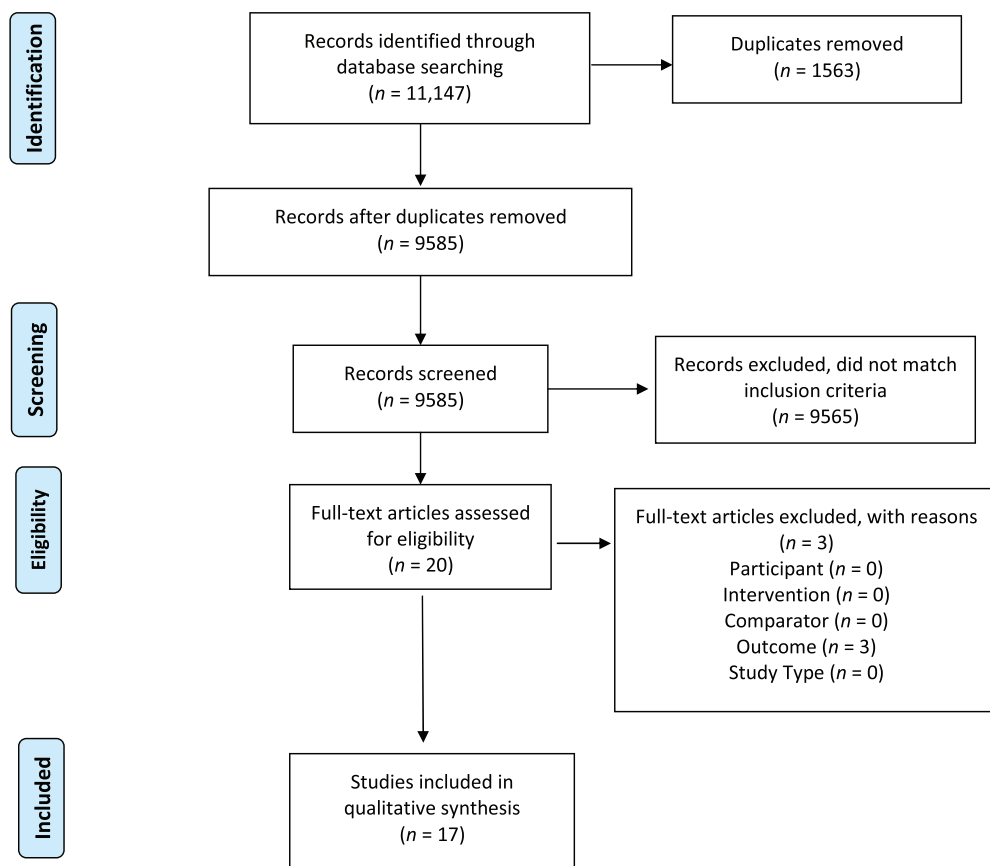 Identification
Records identified through
database searching
(n = 11,147)
Duplicates removed
(n = 1563)
Records after duplicates removed
(n = 9585)
Screening
Records screened
(n = 9585)
Records excluded, did not match
inclusion criteria
(n = 9565)
Eligibility
Full-text articles assessed
for eligibility
(n = 20)
Full-text articles excluded, with reasons
(n = 3)
Participant (n = 0)
Intervention (n = 0)
Comparator (n = 0)
Outcome (n = 3)
Study Type (n = 0)
Included
Studies included in
qualitative synthesis
(n = 17)